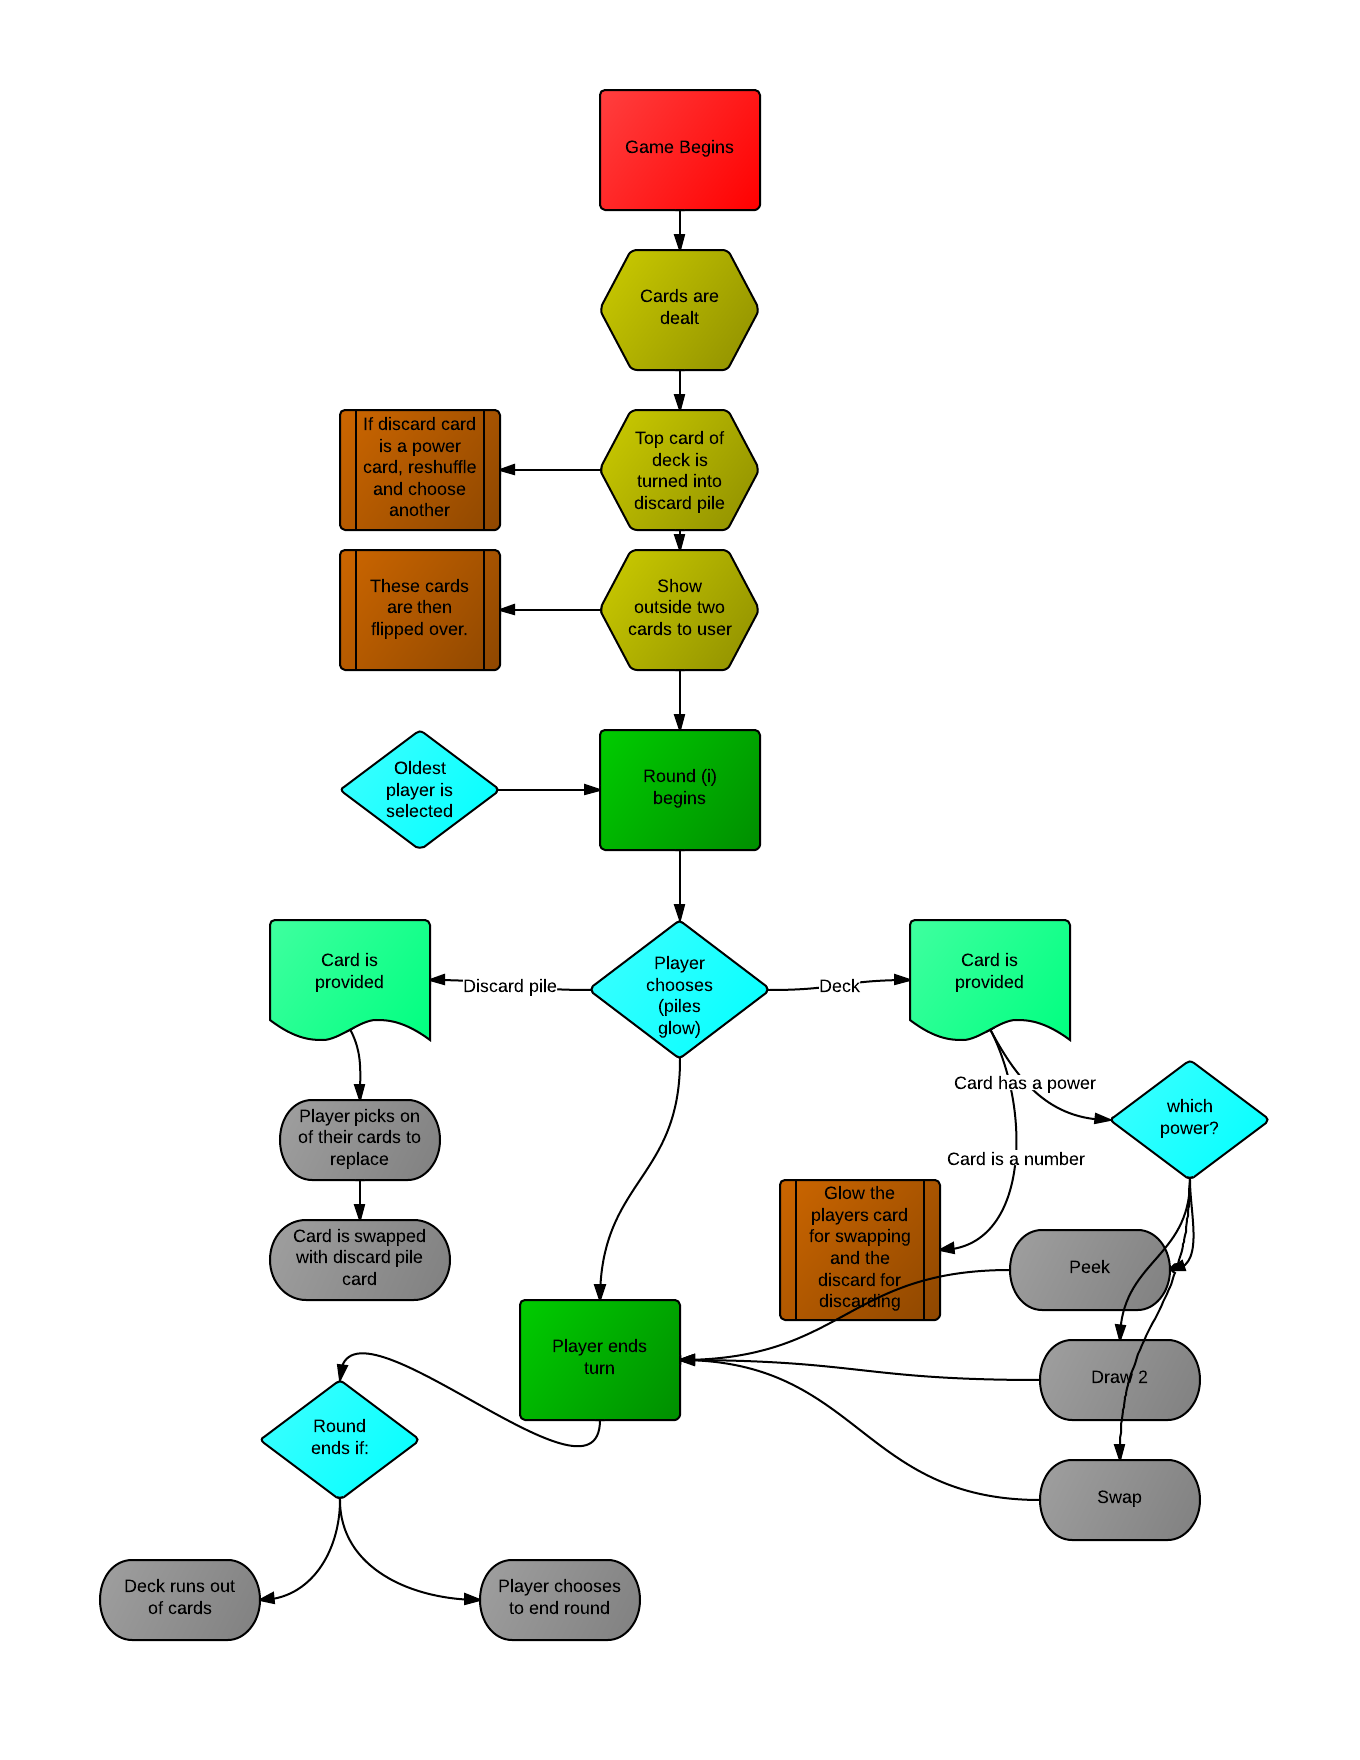 Game Begins
Cards are
dealt
If discard card
is a power
card, reshuffle
and choose
another
Top card of
deck is
turned into
discard pile
These cards
are then
flipped over.
Show
outside two
cards to user
Oldest
player is
selected
Round (i)
begins
Card is
provided
Discard pile
Player
chooses
(piles
glow)
Deck
Card is
provided
Card has a power
which
power?
Player picks on
of their cards to
replace
Card is a number
Card is swapped
with discard pile
card
Glow the
players card
for swapping
and the
discard for
discarding
Peek
Player ends
turn
Draw 2
Round
ends if:
Swap
Deck runs out
of cards
Player chooses
to end round